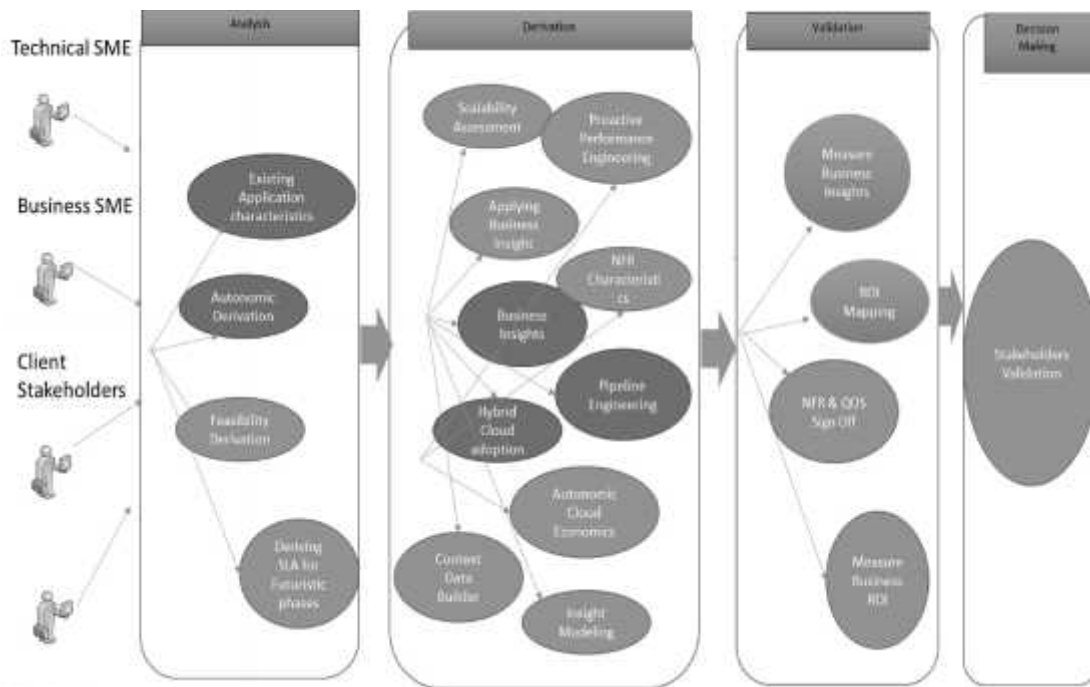 Technical SME
Business SME
Client
Stakeholders
Analysis
Existing
Application
characteristics
Autonomic
Derivation
Feasibility
Derivation
Deriving
SLA for
Futuristic
phases
Derivation
Scalability
Assessment
Proactive
Performance
Engineering
Applying
Business
Insight
NFR
Characteristi
cs
Business
Insights
Pipeline
Engineering
Hybrid
Cloud
adoption
Autonomic
Cloud
Economics
Context
Data
Builder
Insight
Modeling
Validation
Measure
Business
Insights
ROI
Mapping
NFR & QOS
Sign Off
Measure
Business
ROI
Decision
Making
Stakeholders
Validation